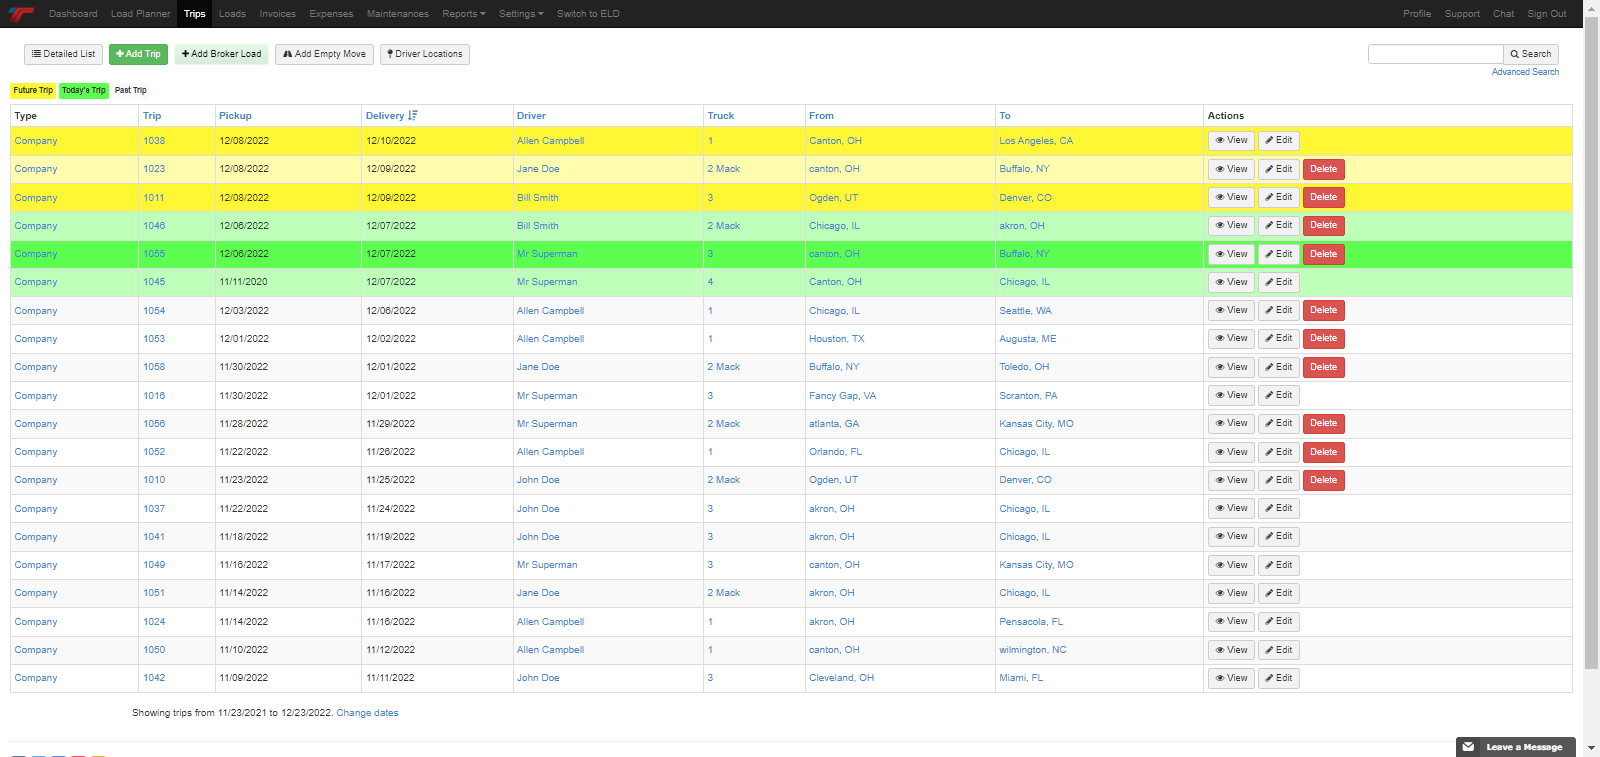 Dashboard Load Planner Trips Loads Invoices Expenses Maintenances Reports Settings Switch to ELD Profile Support Chat Sign Out
Detailed List Add Trip Add Broker Load Add Empty Move Driver Locations Search
Advanced Search
Future Trip Today's Trip Past Trip
Type Trip Pickup Delivery Driver Truck From To Actions
Company 1038 12/08/2022 12/10/2022 Allen Campbell 1 Canton, OH Los Angeles, CA View Edit
Company 1023 12/08/2022 12/09/2022 Jane Doe 2 Mack canton, OH Buffalo, NY View Edit Delete
Company 1011 12/08/2022 12/09/2022 Bill Smith 3 Ogden, UT Denver, CO View Edit Delete
Company 1046 12/06/2022 12/07/2022 Bill Smith 2 Mack Chicago, IL akron, OH View Edit Delete
Company 1055 12/06/2022 12/07/2022 Mr Superman 3 canton, OH Buffalo, NY View Edit Delete
Company 1045 11/11/2020 12/07/2022 Mr Superman 4 Canton, OH Chicago, IL View Edit
Company 1054 12/03/2022 12/06/2022 Allen Campbell 1 Chicago, IL Seattle, WA View Edit Delete
Company 1053 12/01/2022 12/02/2022 Allen Campbell 1 Houston, TX Augusta, ME View Edit Delete
Company 1058 11/30/2022 12/01/2022 Jane Doe 2 Mack Buffalo, NY Toledo, OH View Edit Delete
Company 1016 11/30/2022 12/01/2022 Mr Superman 3 Fancy Gap, VA Scranton, PA View Edit
Company 1056 11/28/2022 11/29/2022 Mr Superman 2 Mack atlanta, GA Kansas City, MO View Edit Delete
Company 1052 11/22/2022 11/26/2022 Allen Campbell 1 Orlando, FL Chicago, IL View Edit Delete
Company 1010 11/23/2022 11/25/2022 John Doe 2 Mack Ogden, UT Denver, CO View Edit Delete
Company 1037 11/22/2022 11/24/2022 John Doe 3 akron, OH Chicago, IL View Edit
Company 1041 11/18/2022 11/19/2022 John Doe 3 akron, OH Chicago, IL View Edit
Company 1049 11/16/2022 11/17/2022 Mr Superman 3 canton, OH Kansas City, MO View Edit
Company 1051 11/14/2022 11/16/2022 Jane Doe 2 Mack akron, OH Chicago, IL View Edit
Company 1024 11/14/2022 11/16/2022 Allen Campbell 1 akron, OH Pensacola, FL View Edit
Company 1050 11/10/2022 11/12/2022 Allen Campbell 1 canton, OH wilmington, NC View Edit
Company 1042 11/09/2022 11/11/2022 John Doe 3 Cleveland, OH Miami, FL View Edit
Showing trips from 11/23/2021 to 12/23/2022. Change dates
Leave a Message